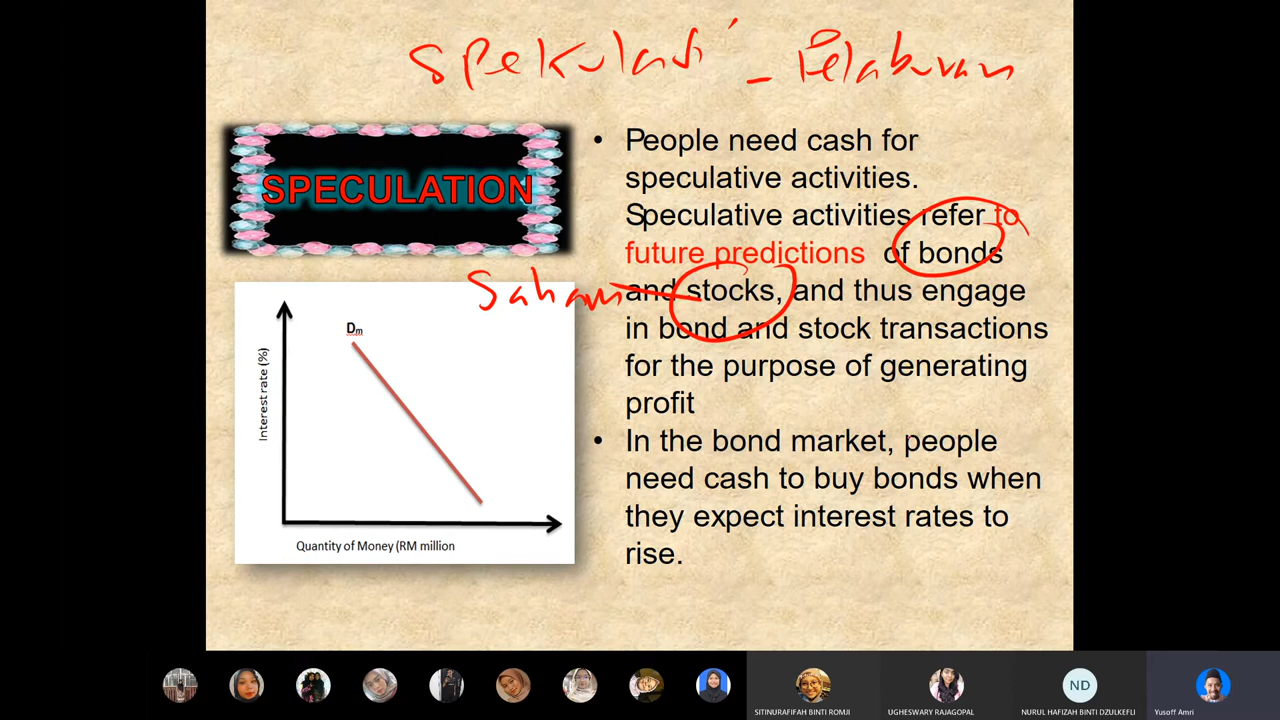 Spekulasi - Pelaburan
SPECULATION
• People need cash for
speculative activities.
Speculative activities refer to
future predictions of bonds
and stocks, and thus engage
in bond and stock transactions
for the purpose of generating
profit
• In the bond market, people
need cash to buy bonds when
they expect interest rates to
rise.
Saham
Dm
Interest rate (%)
Quantity of Money (RM million
SITINURAFIFAH BINTI ROMJI
UGHESWARY RAJAGOPAL
ND
NURUL HAFIZAH BINTI DZULKEFLI
Yusoff Amri